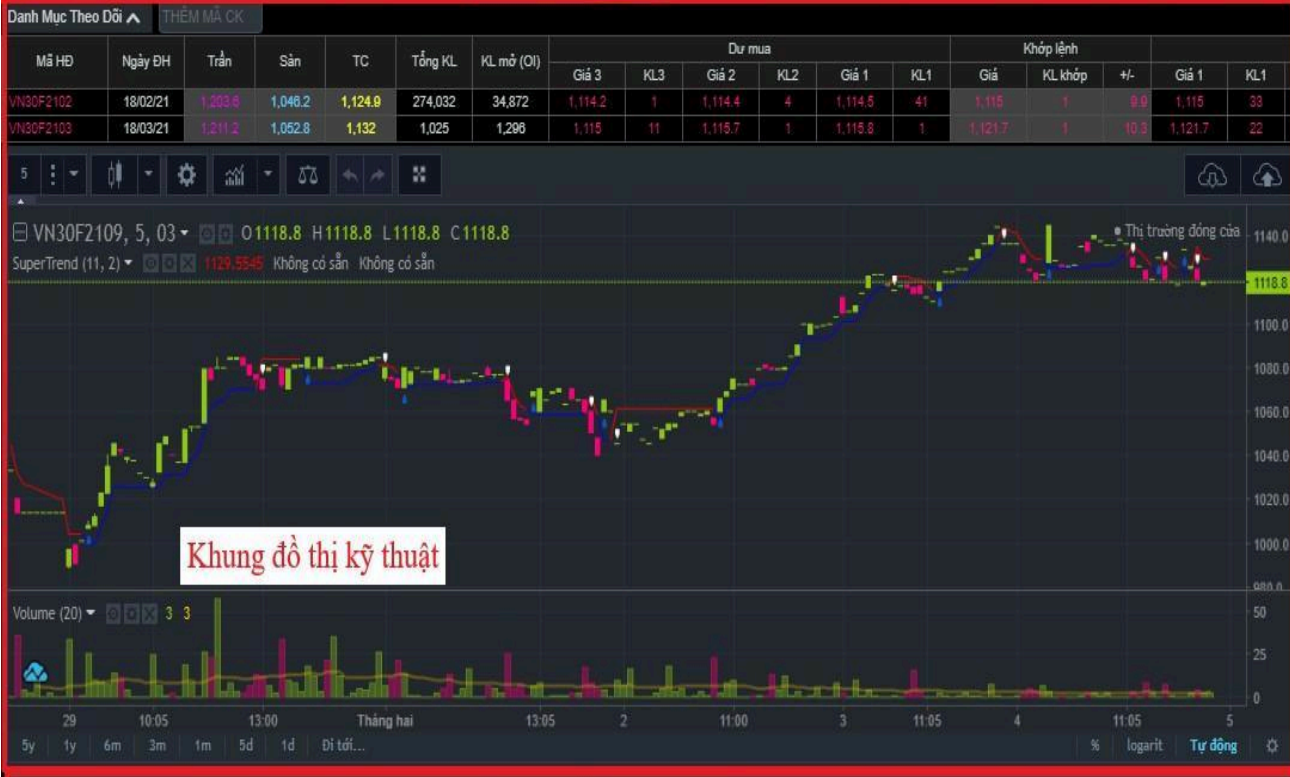 Danh Mục Theo Dõi THÊM MÃ CK
Mã HĐ Ngày ĐH Trần Sàn TC Tổng KL KL mở (OI) Dư mua Khớp lệnh
Giá 3 KL3 Giá 2 KL2 Giá 1 KL1 Giá KL khớp +/- Giá 1 KL1
VN30F2102 18/02/21 1,203.6 1,046.2 1,124.9 274,032 34,872 1,114.2 1 1,114.4 4 1,114.5 41 1,115 1 9.9 1,115 33
VN30F2103 18/03/21 1,211.2 1,052.8 1,132 1,025 1,296 1,115 11 1,115.7 1 1,115.8 1 1,121.7 1 10.3 1,121.7 22
5
VN30F2109, 5, 03 O1118.8 H1118.8 L1118.8 C1118.8
Thị trường đóng cửa
SuperTrend (11, 2) 1129.5545 Không có sẵn Không có sẵn
1140.0
1118.8
1100.0
1080.0
1060.0
1040.0
1020.0
1000.0
980.0
Khung đồ thị kỹ thuật
Volume (20) 3 3
50
25
0
29 10:05 13:00 Tháng hai 13:05 2 11:00 3 11:05 4 11:05 5
5y 1y 6m 3m 1m 5d 1d Đi tới... % logarit Tự động